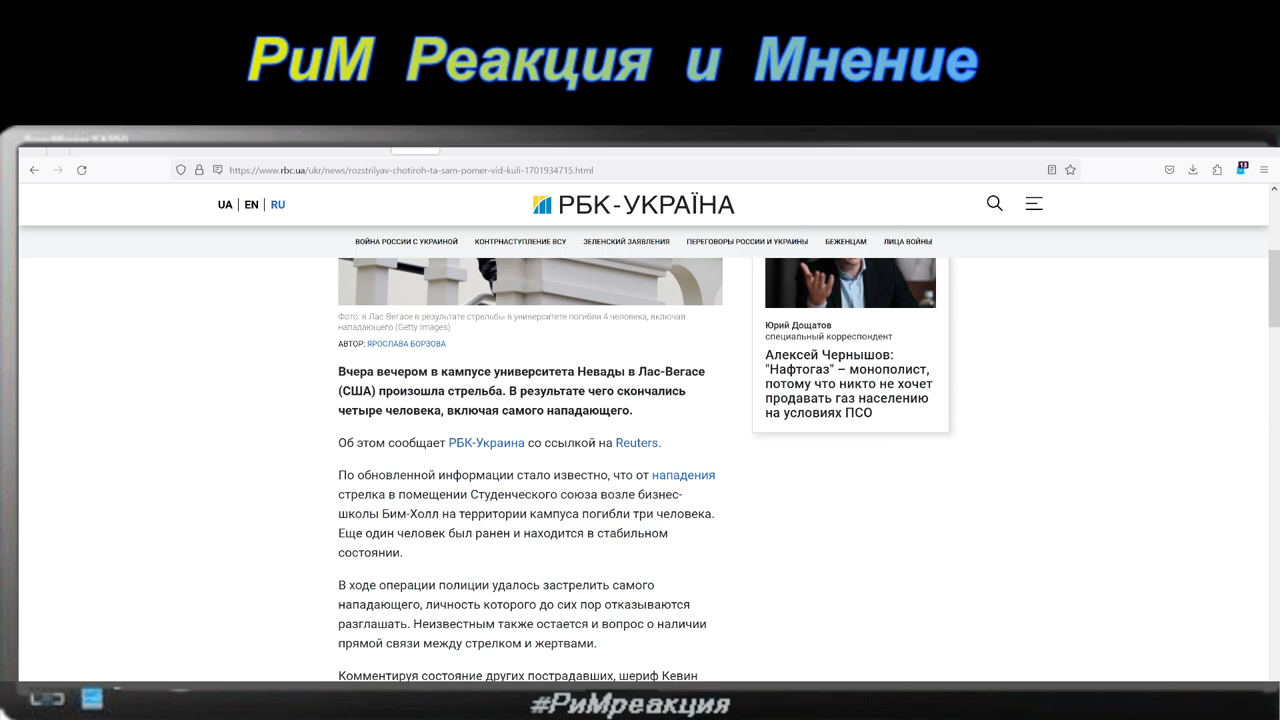 РиМ Реакция и Мнение
https://www.rbc.ua/ukr/news/rozstrilyav-chotiroh-ta-sam-pomer-vid-kuli-1701934715.html
13
UA | EN | RU
РБК-УКРАЇНА
ВОЙНА РОССИИ С УКРАИНОЙ КОНТРНАСТУПЛЕНИЕ ВСУ ЗЕЛЕНСКИЙ ЗАЯВЛЕНИЯ ПЕРЕГОВОРЫ РОССИИ И УКРАИНЫ БЕЖЕНЦАМ ЛИЦА ВОЙНЫ
Фото: в Лас-Вегасе в результате стрельбы в университете погибли 4 человека, включая
нападающего (Getty Images)
АВТОР: ЯРОСЛАВА БОРЗОВА
Вчера вечером в кампусе университета Невады в Лас-Вегасе
(США) произошла стрельба. В результате чего скончались
четыре человека, включая самого нападающего.
Об этом сообщает РБК-Украина со ссылкой на Reuters.
По обновленной информации стало известно, что от нападения
стрелка в помещении Студенческого союза возле бизнес-
школы Бим-Холл на территории кампуса погибли три человека.
Еще один человек был ранен и находится в стабильном
состоянии.
В ходе операции полиции удалось застрелить самого
нападающего, личность которого до сих пор отказываются
разглашать. Неизвестным также остается и вопрос о наличии
прямой связи между стрелком и жертвами.
Комментируя состояние других пострадавших, шериф Кевин
Юрий Дощатов
специальный корреспондент
Алексей Чернышов:
"Нафтогаз" – монополист,
потому что никто не хочет
продавать газ населению
на условиях ПСО
#РиМреакция